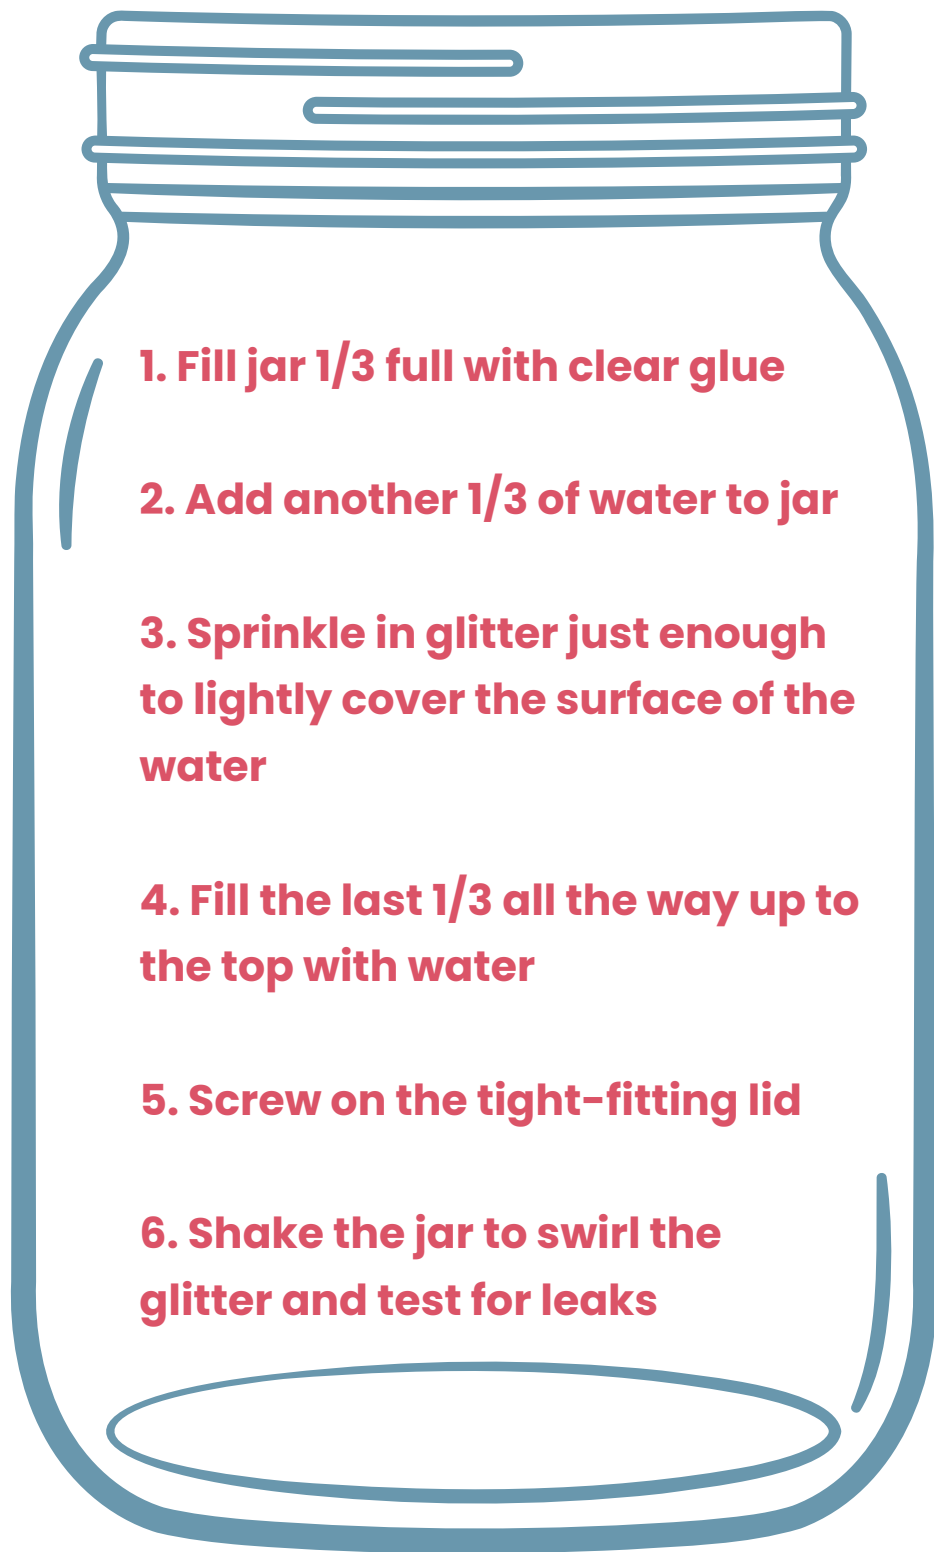 1. Fill jar 1/3 full with clear glue
2. Add another 1/3 of water to jar
3. Sprinkle in glitter just enough
to lightly cover the surface of the
water
4. Fill the last 1/3 all the way up to
the top with water
5. Screw on the tight-fitting lid
6. Shake the jar to swirl the
glitter and test for leaks